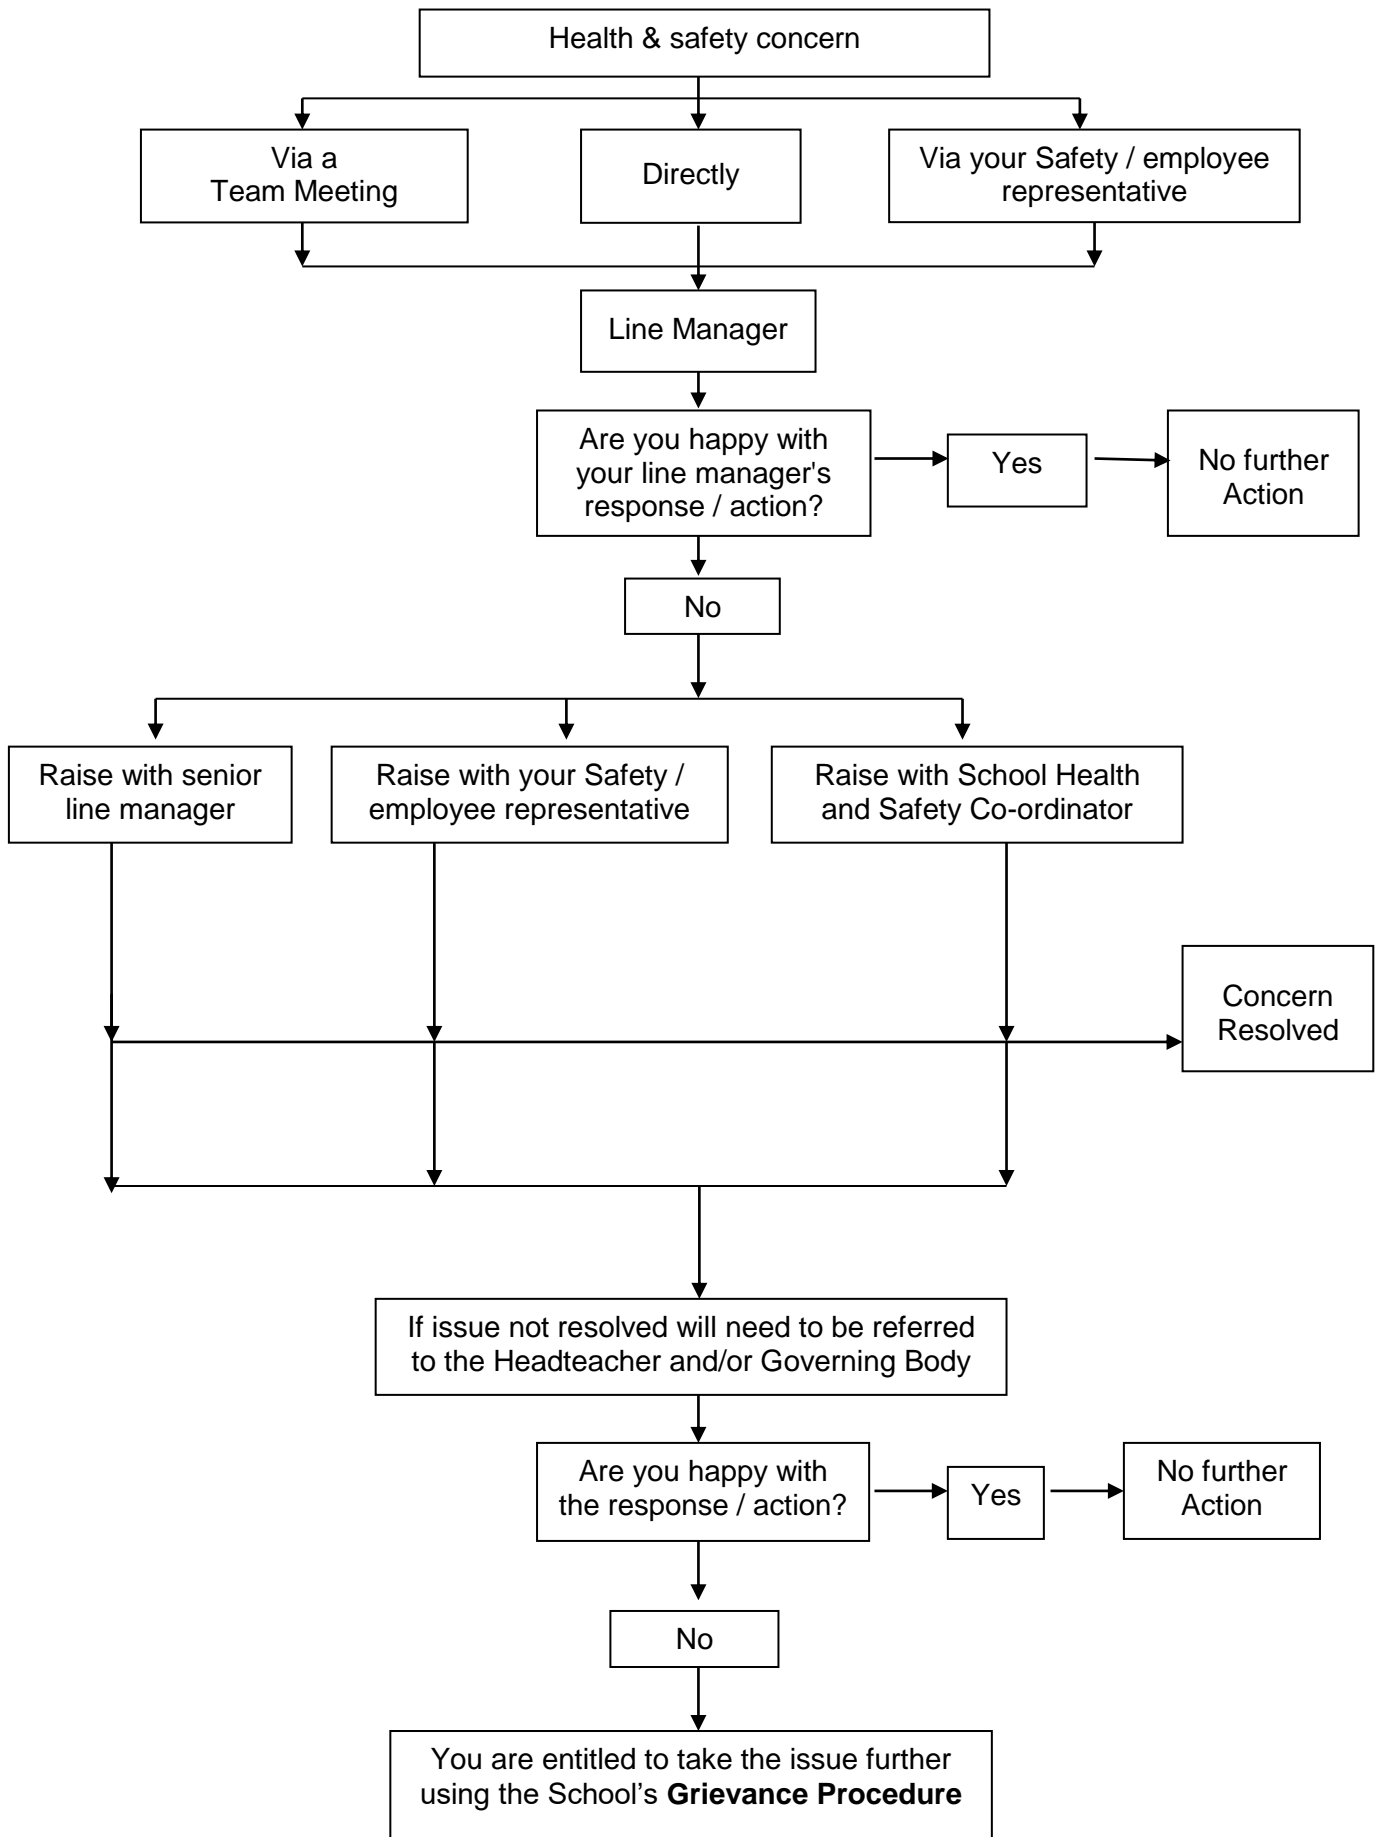 Health & safety concern
Via a
Team Meeting
Directly
Via your Safety / employee
representative
Line Manager
Are you happy with
your line manager's
response / action?
Yes
No further
Action
No
Raise with senior
line manager
Raise with your Safety /
employee representative
Raise with School Health
and Safety Co-ordinator
Concern
Resolved
If issue not resolved will need to be referred
to the Headteacher and/or Governing Body
Are you happy with
the response / action?
Yes
No further
Action
No
You are entitled to take the issue further
using the School’s Grievance Procedure